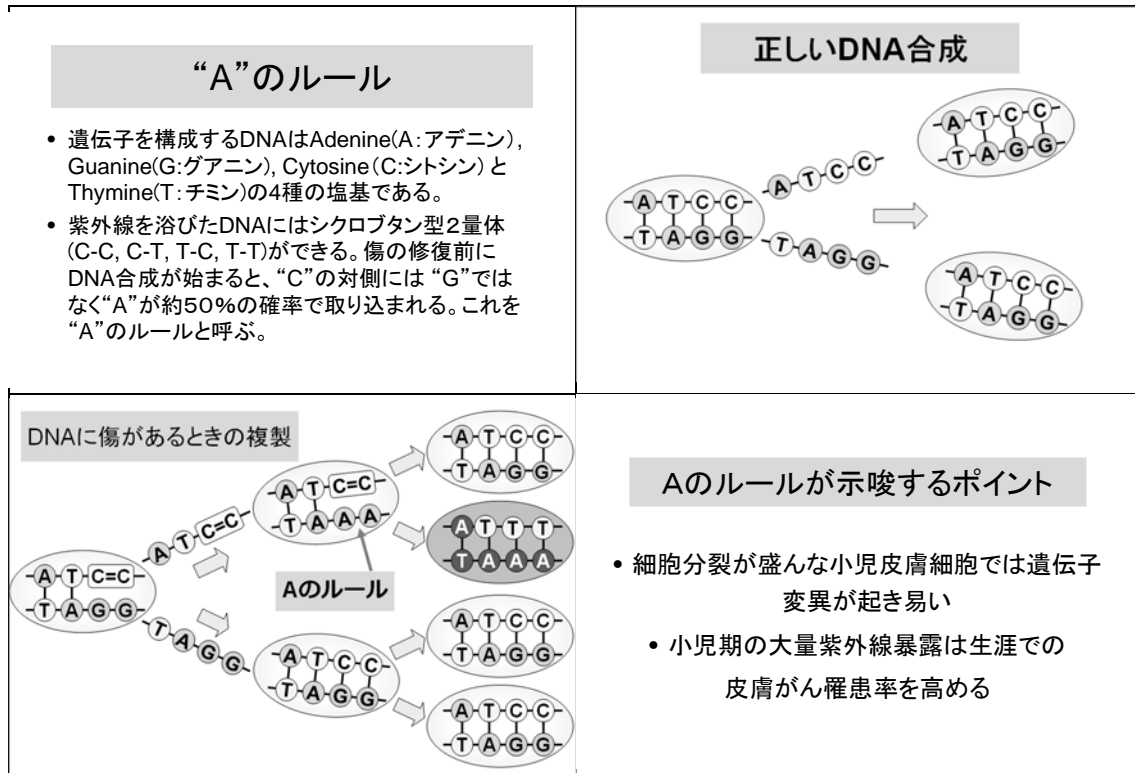 “A”のルール
• 遺伝子を構成するDNAはAdenine(A:アデニン),
Guanine(G:グアニン), Cytosine(C:シトシン) と
Thymine(T:チミン)の4種の塩基である。
• 紫外線を浴びたDNAにはシクロブタン型2量体
(C-C, C-T, T-C, T-T)ができる。傷の修復前に
DNA合成が始まると、“C”の対側には “G”では
なく“A”が約50%の確率で取り込まれる。これを
“A”のルールと呼ぶ。
正しいDNA合成
A T C C
T A G G
A T C C
T A G G
A T C C
T A G G
A T C C
T A G G
DNAに傷があるときの複製
A T C=C
T A G G
A T C=C
T A G G
A T C=C
T A A A
Aのルール
A T C C
T A G G
A T C C
T A G G
A T T T
T A A A
A T C C
T A G G
A T C C
T A G G
Aのルールが示唆するポイント
• 細胞分裂が盛んな小児皮膚細胞では遺伝子
変異が起き易い
• 小児期の大量紫外線暴露は生涯での
皮膚がん罹患率を高める